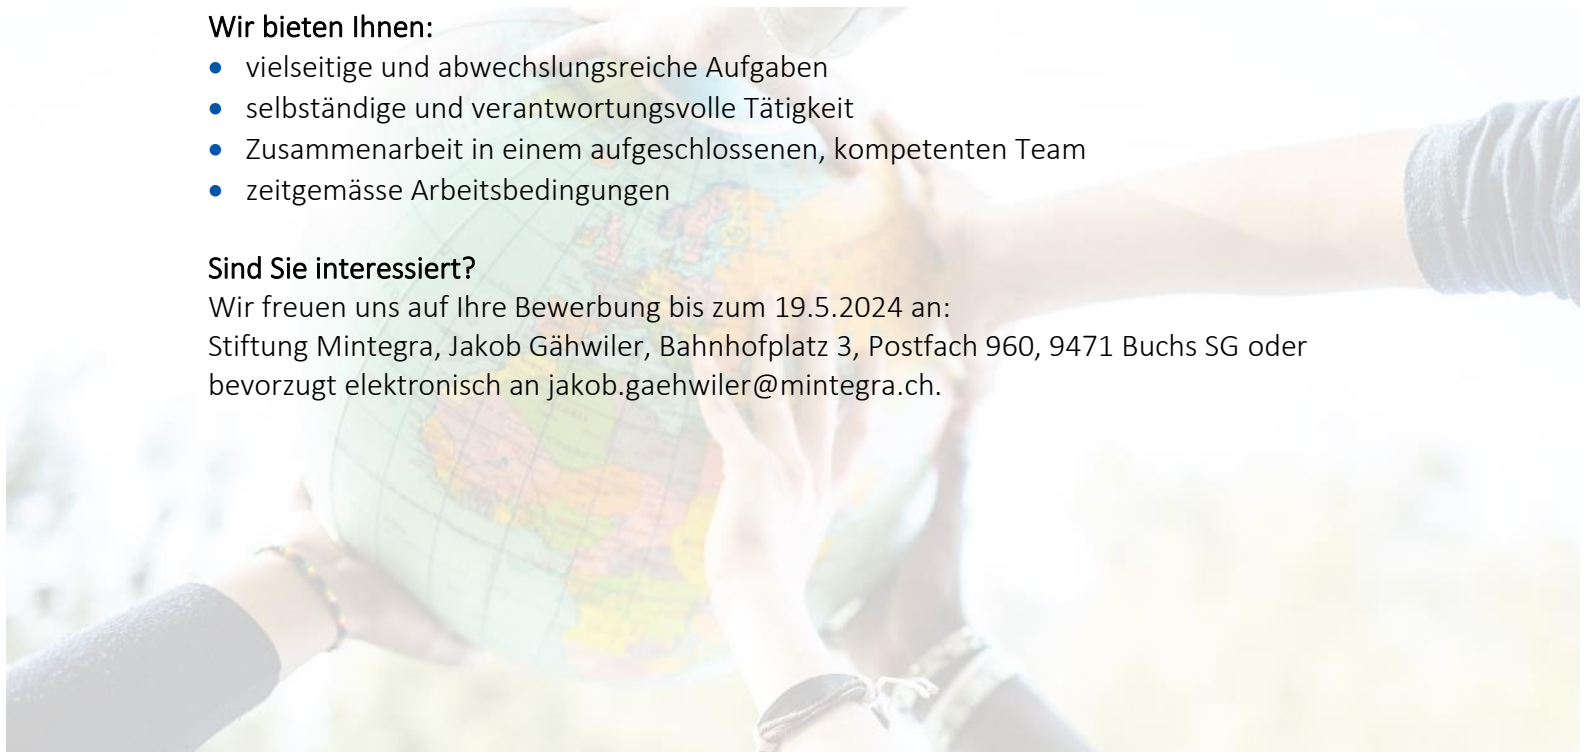 Wir bieten Ihnen:
• vielseitige und abwechslungsreiche Aufgaben
• selbständige und verantwortungsvolle Tätigkeit
• Zusammenarbeit in einem aufgeschlossenen, kompetenten Team
• zeitgemässe Arbeitsbedingungen
Sind Sie interessiert?
Wir freuen uns auf Ihre Bewerbung bis zum 19.5.2024 an:
Stiftung Mintegra, Jakob Gähwiler, Bahnhofplatz 3, Postfach 960, 9471 Buchs SG oder
bevorzugt elektronisch an jakob.gaehwiler@mintegra.ch.